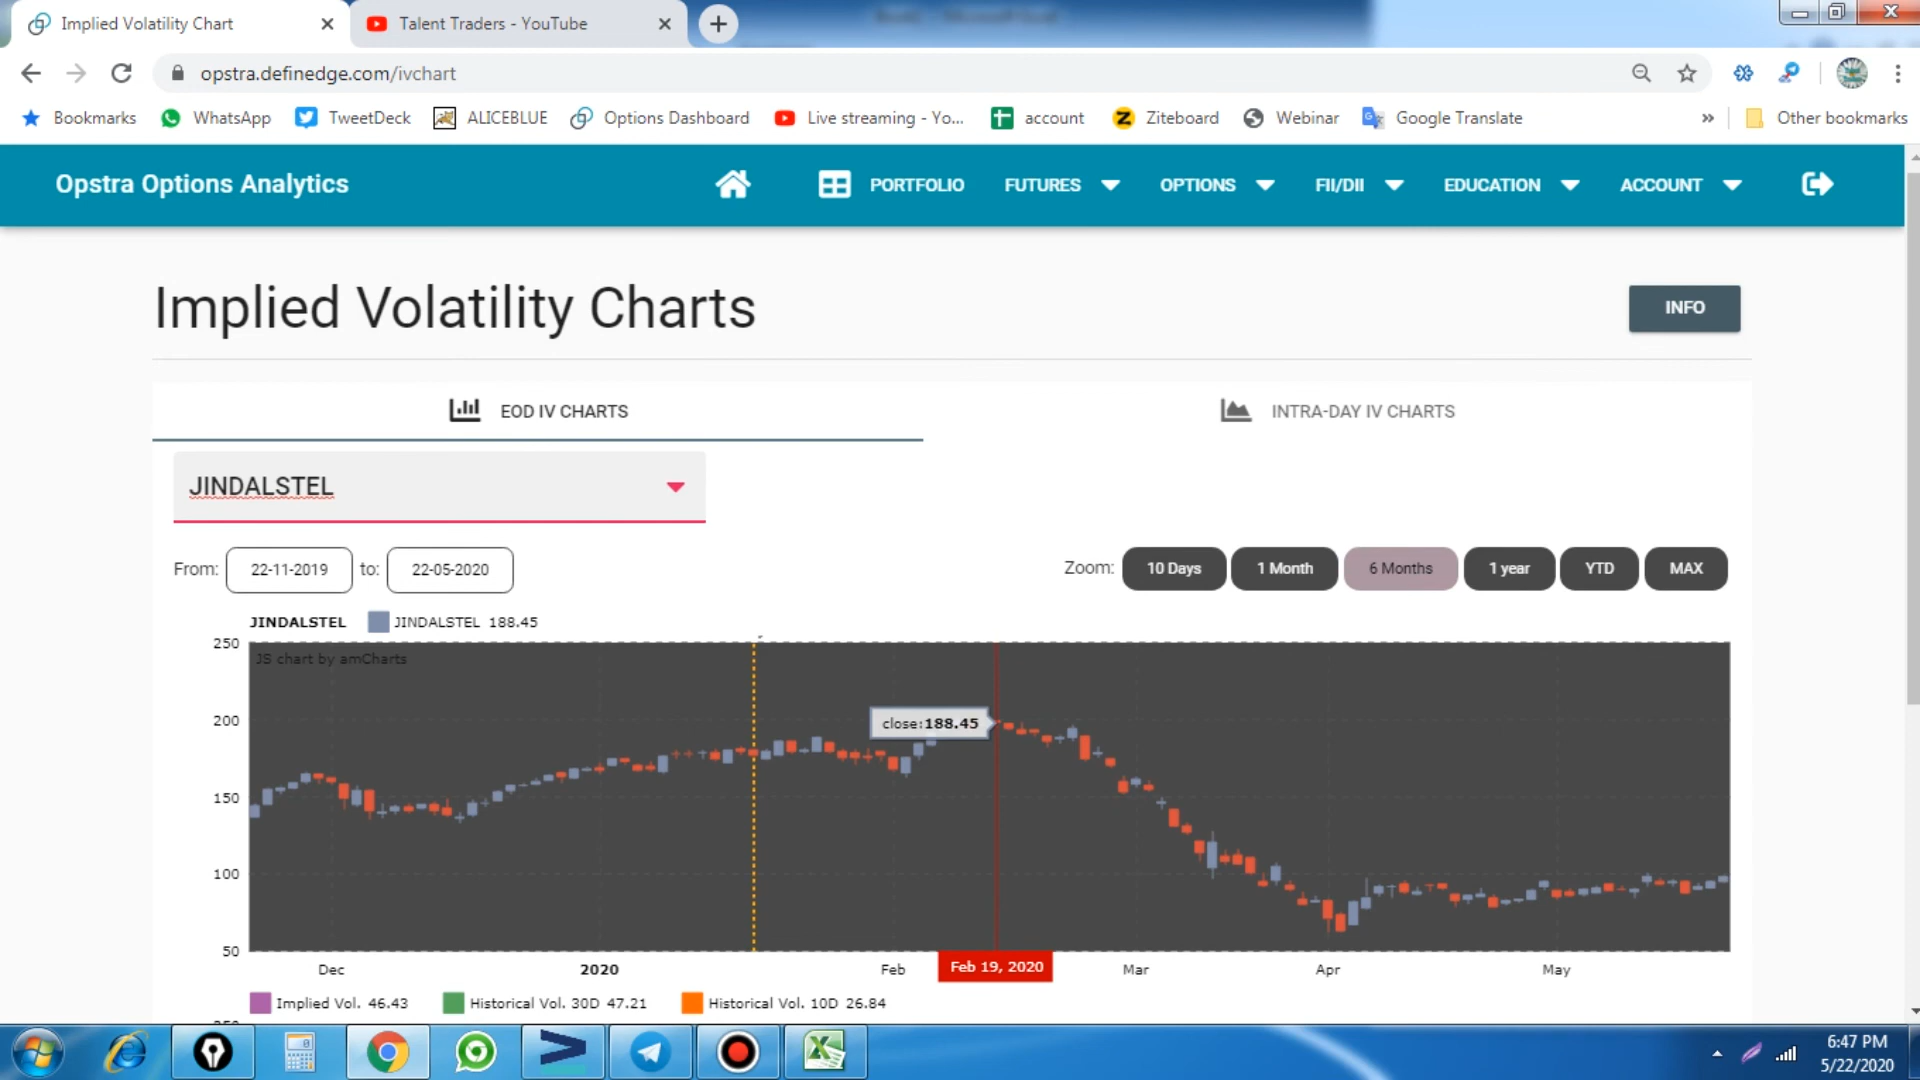 Implied Volatility Chart
Talent Traders - YouTube
opstra.definedge.com/ivchart
Bookmarks WhatsApp TweetDeck ALICEBLUE Options Dashboard Live streaming - Yo... account Ziteboard Webinar Google Translate » Other bookmarks
Opstra Options Analytics PORTFOLIO FUTURES OPTIONS FII/DII EDUCATION ACCOUNT
Implied Volatility Charts
INFO
EOD IV CHARTS
INTRA-DAY IV CHARTS
JINDALSTEL
From: 22-11-2019 to: 22-05-2020
Zoom: 10 Days 1 Month 6 Months 1 year YTD MAX
JINDALSTEL JINDALSTEL 188.45
250
JS chart by amCharts
200
close:188.45
150
100
50
Dec 2020 Feb Feb 19, 2020 Mar Apr May
Implied Vol. 46.43 Historical Vol. 30D 47.21 Historical Vol. 10D 26.84
6:47 PM
5/22/2020